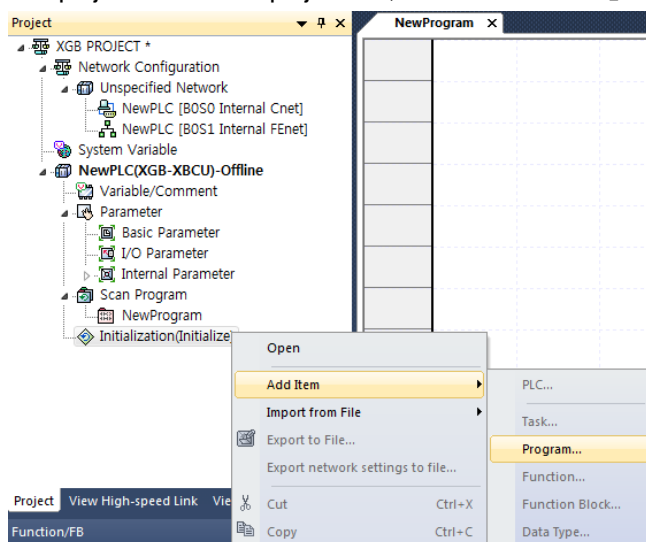 Project
NewProgram
XGB PROJECT *
Network Configuration
Unspecified Network
NewPLC [B0S0 Internal Cnet]
NewPLC [B0S1 Internal FEnet]
System Variable
NewPLC(XGB-XBCU)-Offline
Variable/Comment
Parameter
Basic Parameter
I/O Parameter
Internal Parameter
Scan Program
NewProgram
Initialization(Initialize)
Open
Add Item
Import from File
Export to File...
Export network settings to file...
Cut Ctrl+X
Copy Ctrl+C
PLC...
Task...
Program...
Function...
Function Block...
Data Type...
Project View High-speed Link
Function/FB